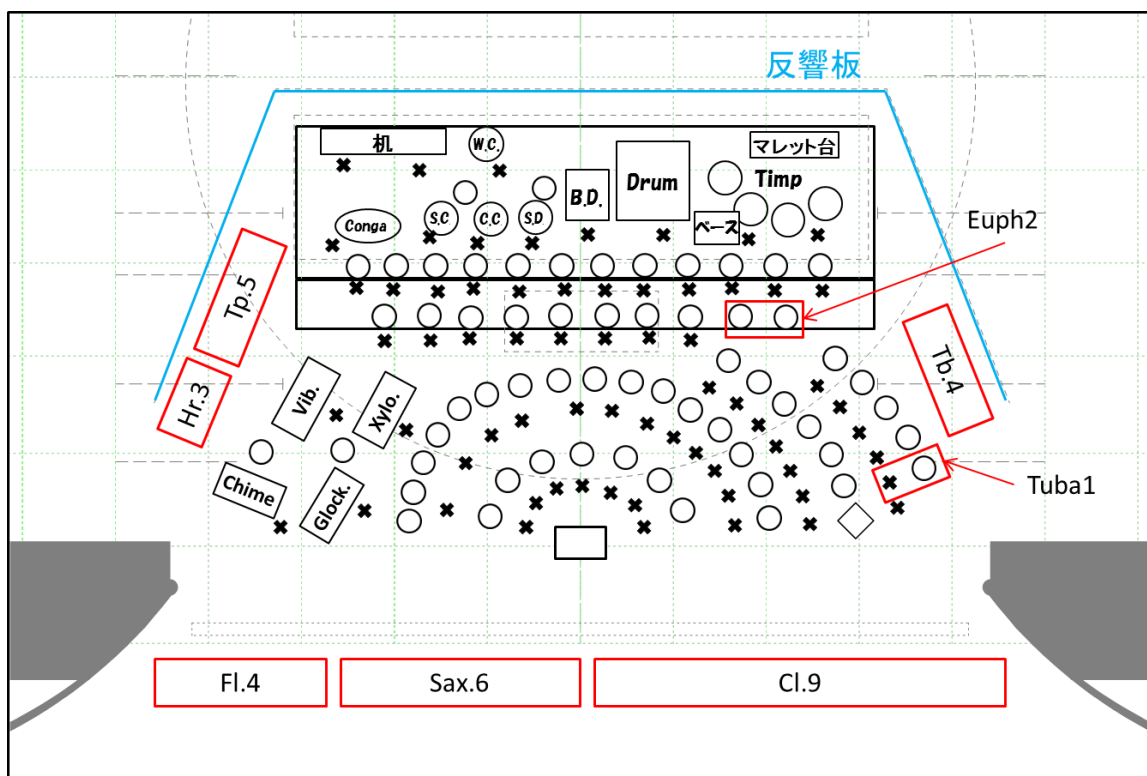 反響板
机
W.C.
マレット台
B.D.
Drum
Timp
Conga
S.C
C.C
S.D
ベース
Euph2
Tp.5
Hr.3
Vib.
Xylo.
Tb.4
Chime
Glock.
Tuba1
Fl.4
Sax.6
Cl.9